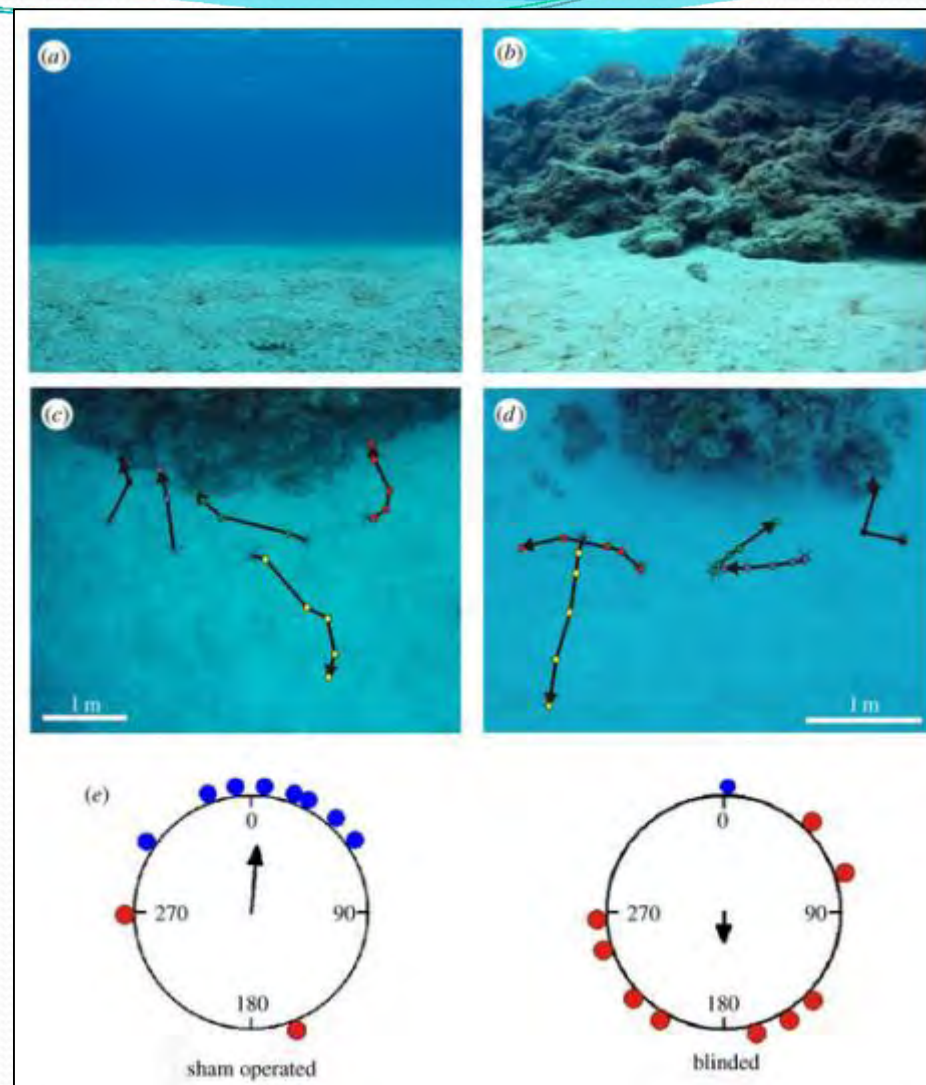 (a)
(b)
(c)
(d)
1 m
1 m
(e)
0
270
90
180
sham operated
0
270
90
180
blinded